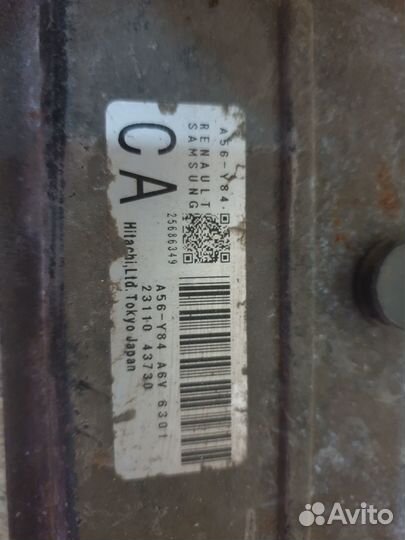 A56-Y84
RENAULT
SAMSUNG
CA
25686349
A56-Y84 A6V 6301
23110 43730
Hitachi,Ltd.Tokyo Japan
Avito